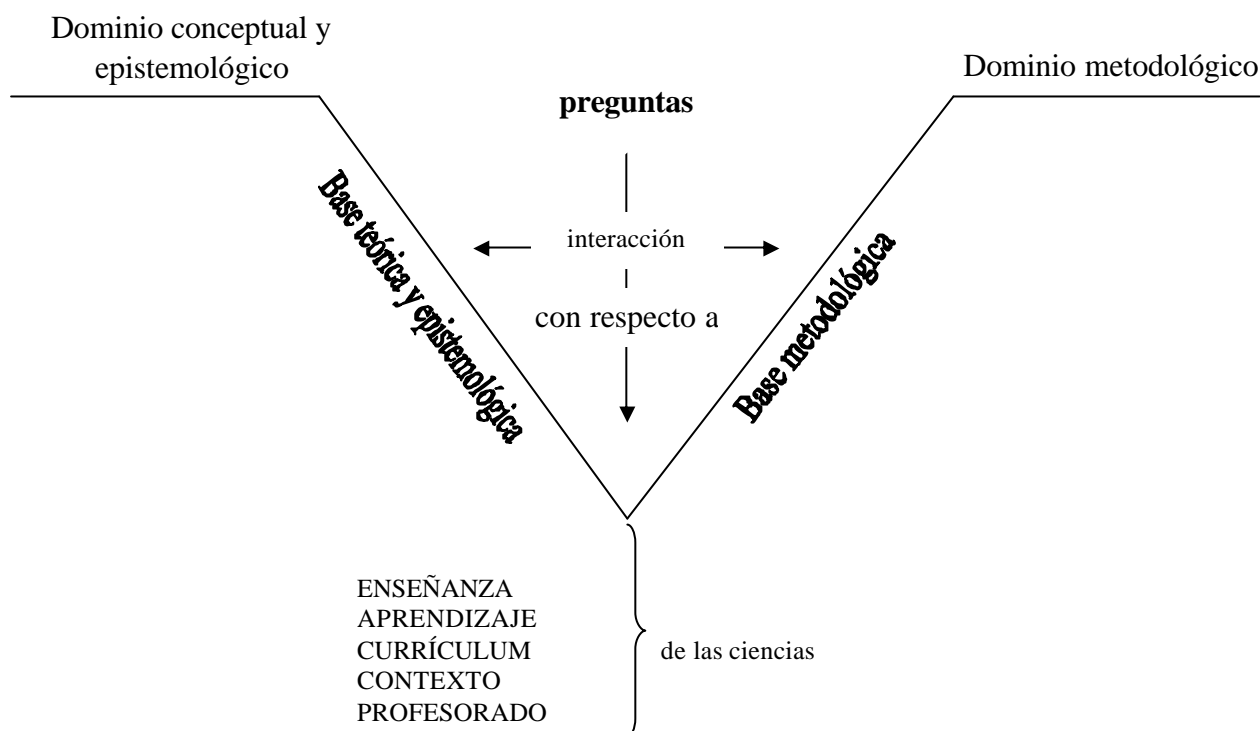 Dominio conceptual y
epistemológico
Dominio metodológico
preguntas
Base teórica y epistemológica
interacción
Base metodológica
con respecto a
ENSEÑANZA
APRENDIZAJE
CURRÍCULUM
CONTEXTO
PROFESORADO
de las ciencias